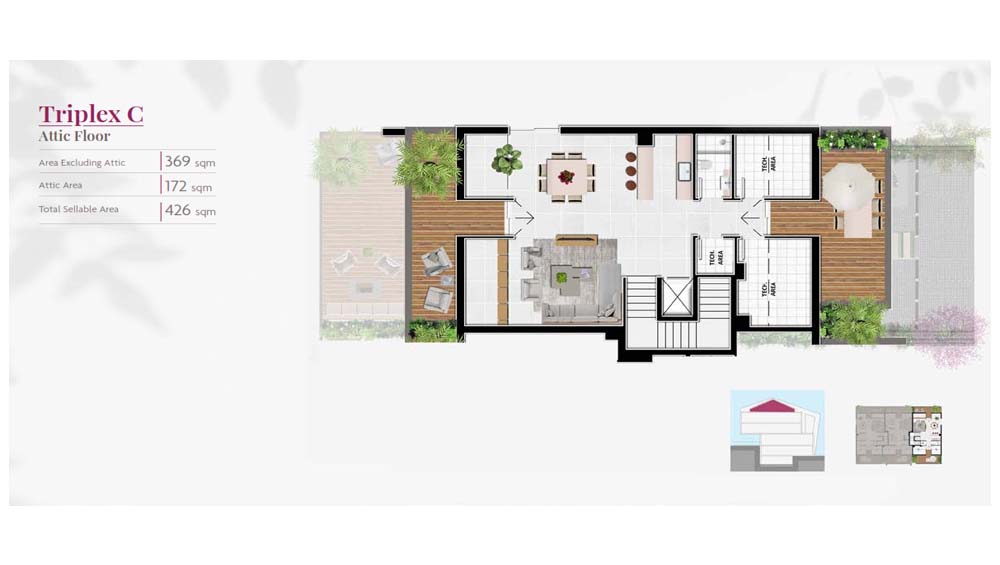 Triplex C
Attic Floor
Area Excluding Attic 369 sqm
Attic Area 172 sqm
Total Sellable Area 426 sqm
TECH. AREA
TECH. AREA
TECH. AREA